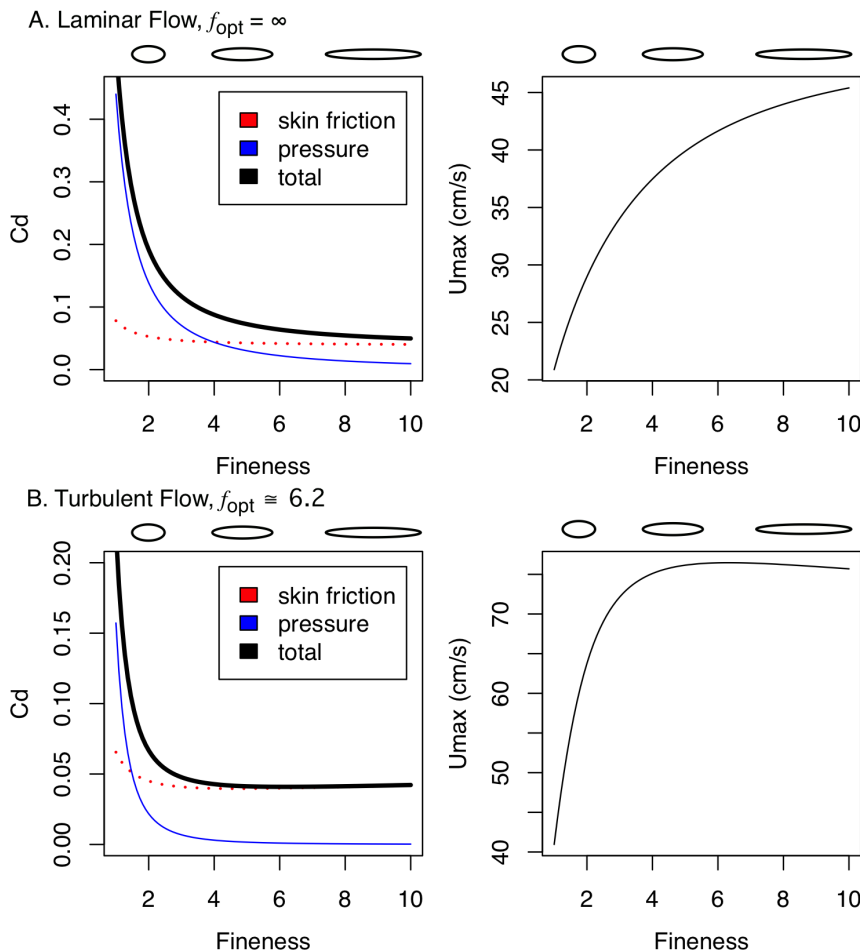 A. Laminar Flow, fopt = ∞
0.4
0.3
0.2
0.1
0.0
Cd
skin friction
pressure
total
2 4 6 8 10
Fineness
45
40
35
30
25
20
Umax (cm/s)
2 4 6 8 10
Fineness
B. Turbulent Flow, fopt ≅ 6.2
0.20
0.15
0.10
0.05
0.00
Cd
skin friction
pressure
total
2 4 6 8 10
Fineness
70
60
50
40
Umax (cm/s)
2 4 6 8 10
Fineness